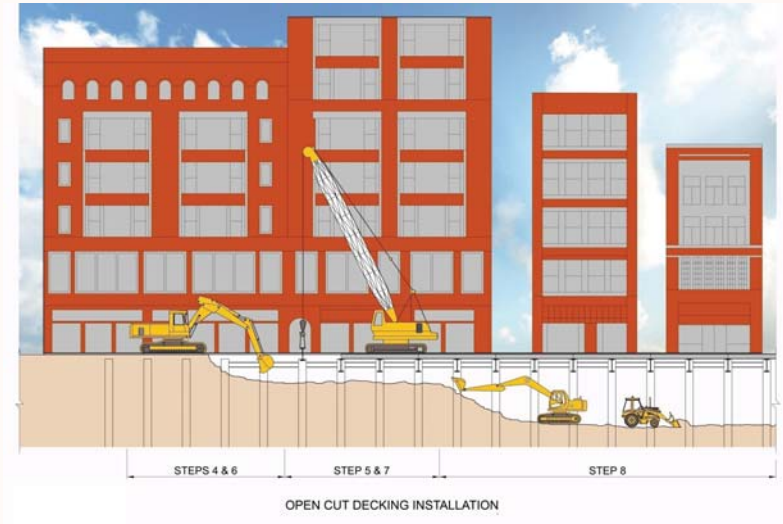 STEPS 4 & 6
STEP 5 & 7
STEP 8
OPEN CUT DECKING INSTALLATION